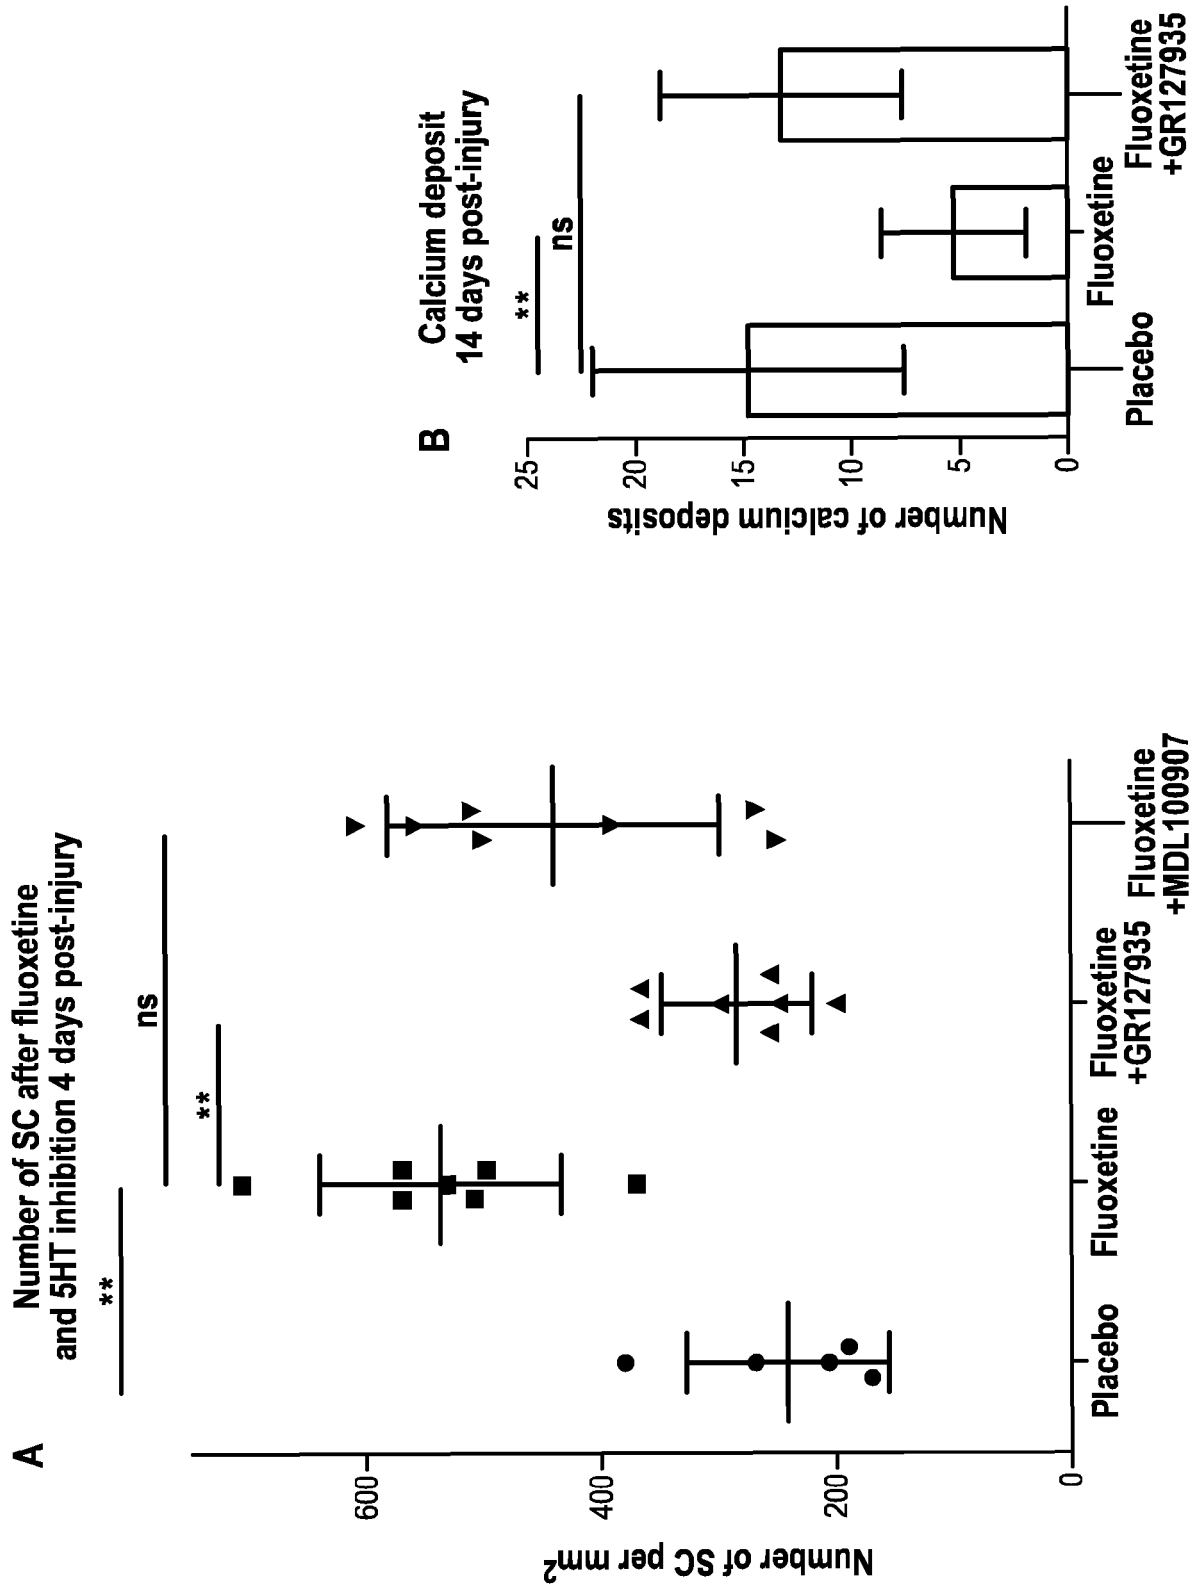 A
Number of SC after fluoxetine
and 5HT inhibition 4 days post-injury
**
**
ns
Number of SC per mm2
600
400
200
0
Placebo
Fluoxetine
Fluoxetine
+GR127935
Fluoxetine
+MDL100907
B
Calcium deposit
14 days post-injury
**
ns
Number of calcium deposits
25
20
15
10
5
0
Placebo
Fluoxetine
Fluoxetine
+GR127935